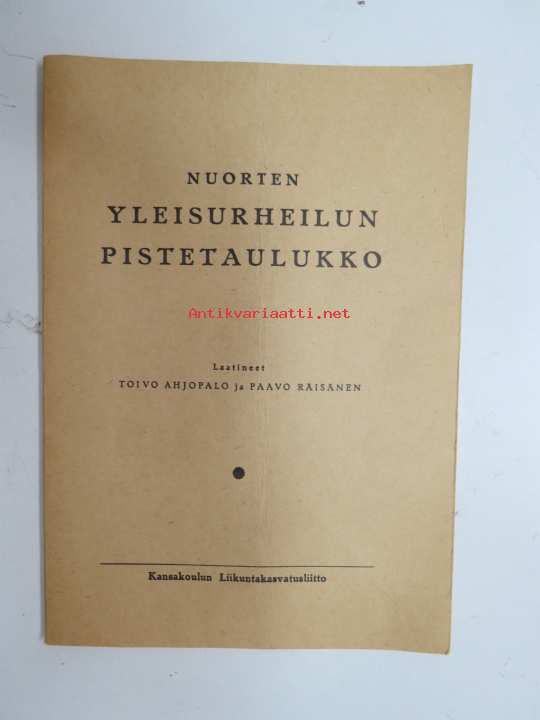 NUORTEN
YLEISURHEILUN
PISTETAULUKKO
Antikvariaatti.net
Laatineet
TOIVO AHJOPALO ja PAAVO RÄISÄNEN
Kansakoulun Liikuntakasvatusliitto